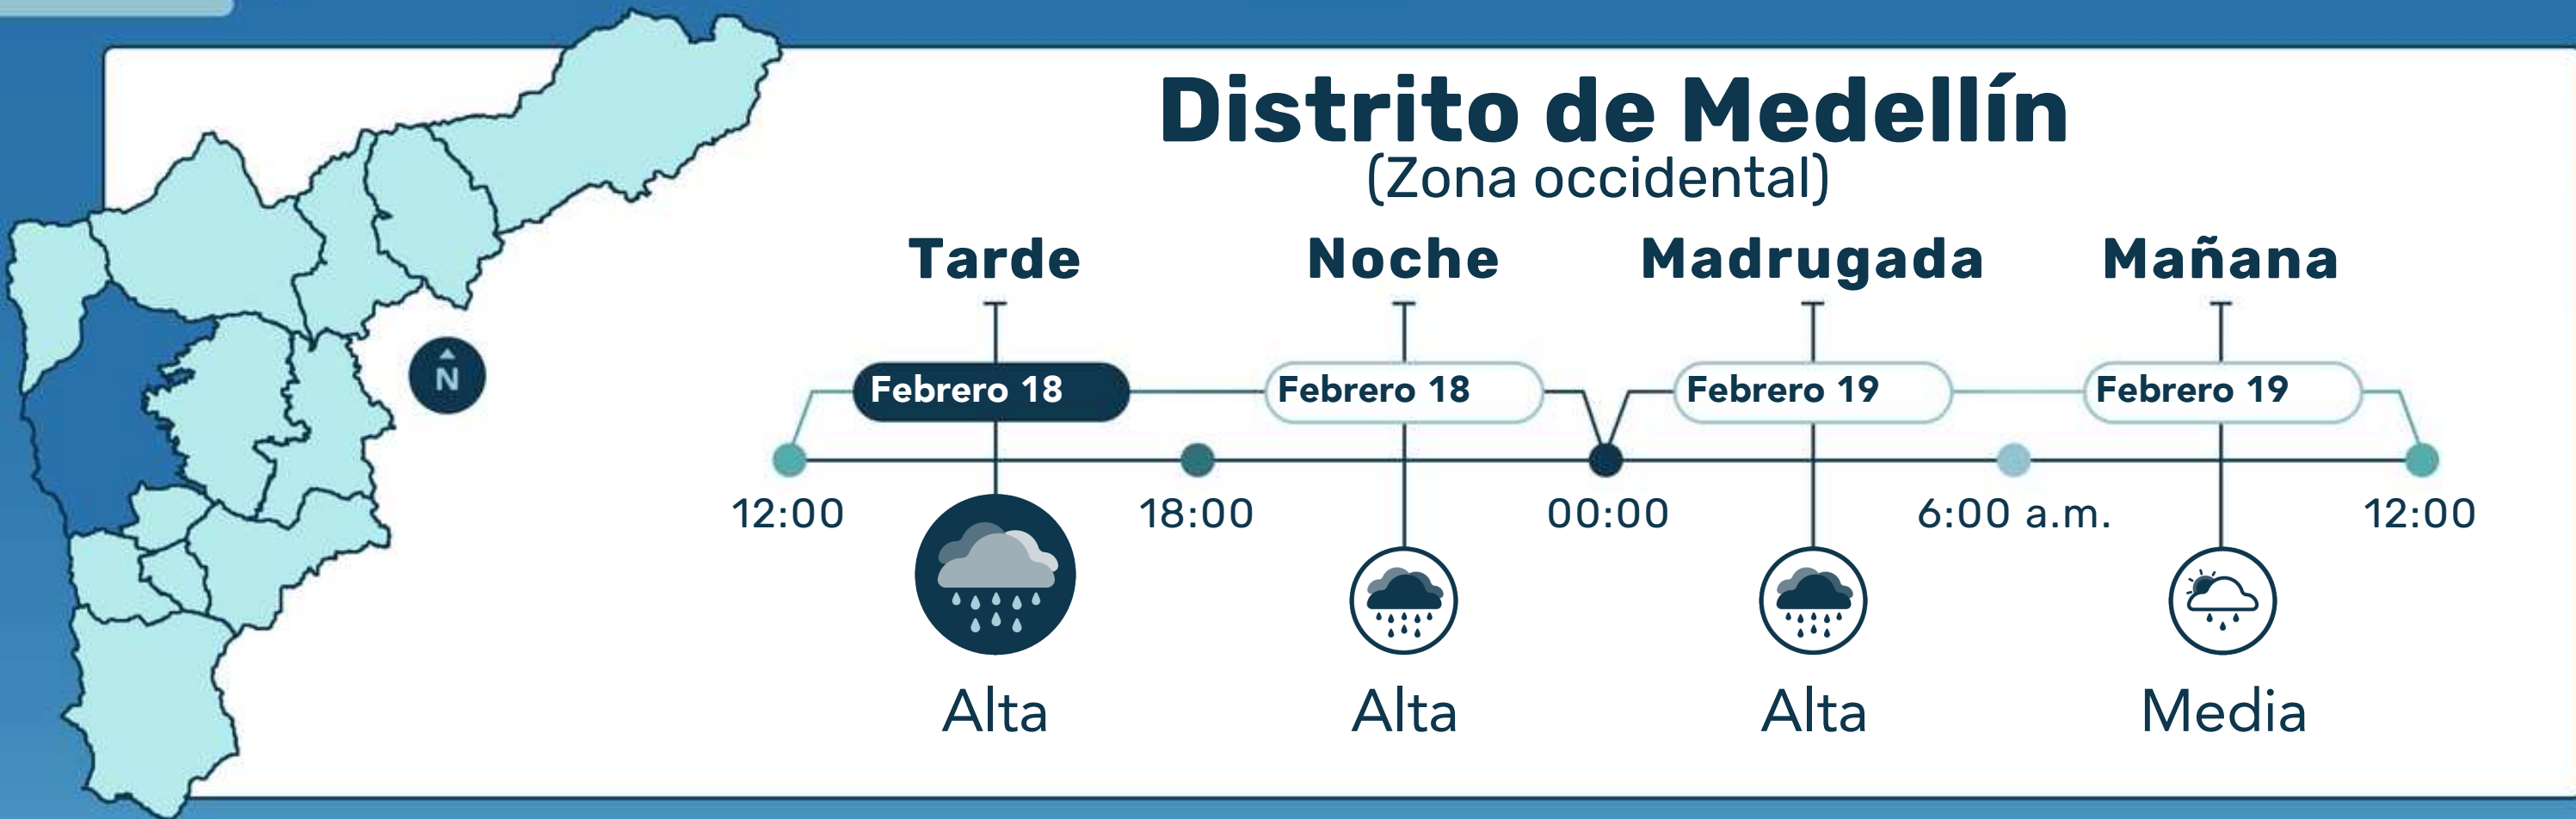 Distrito de Medellín
(Zona occidental)
Tarde Noche Madrugada Mañana
Febrero 18 Febrero 18 Febrero 19 Febrero 19
N
12:00 18:00 00:00 6:00 a.m. 12:00
Alta Alta Alta Media